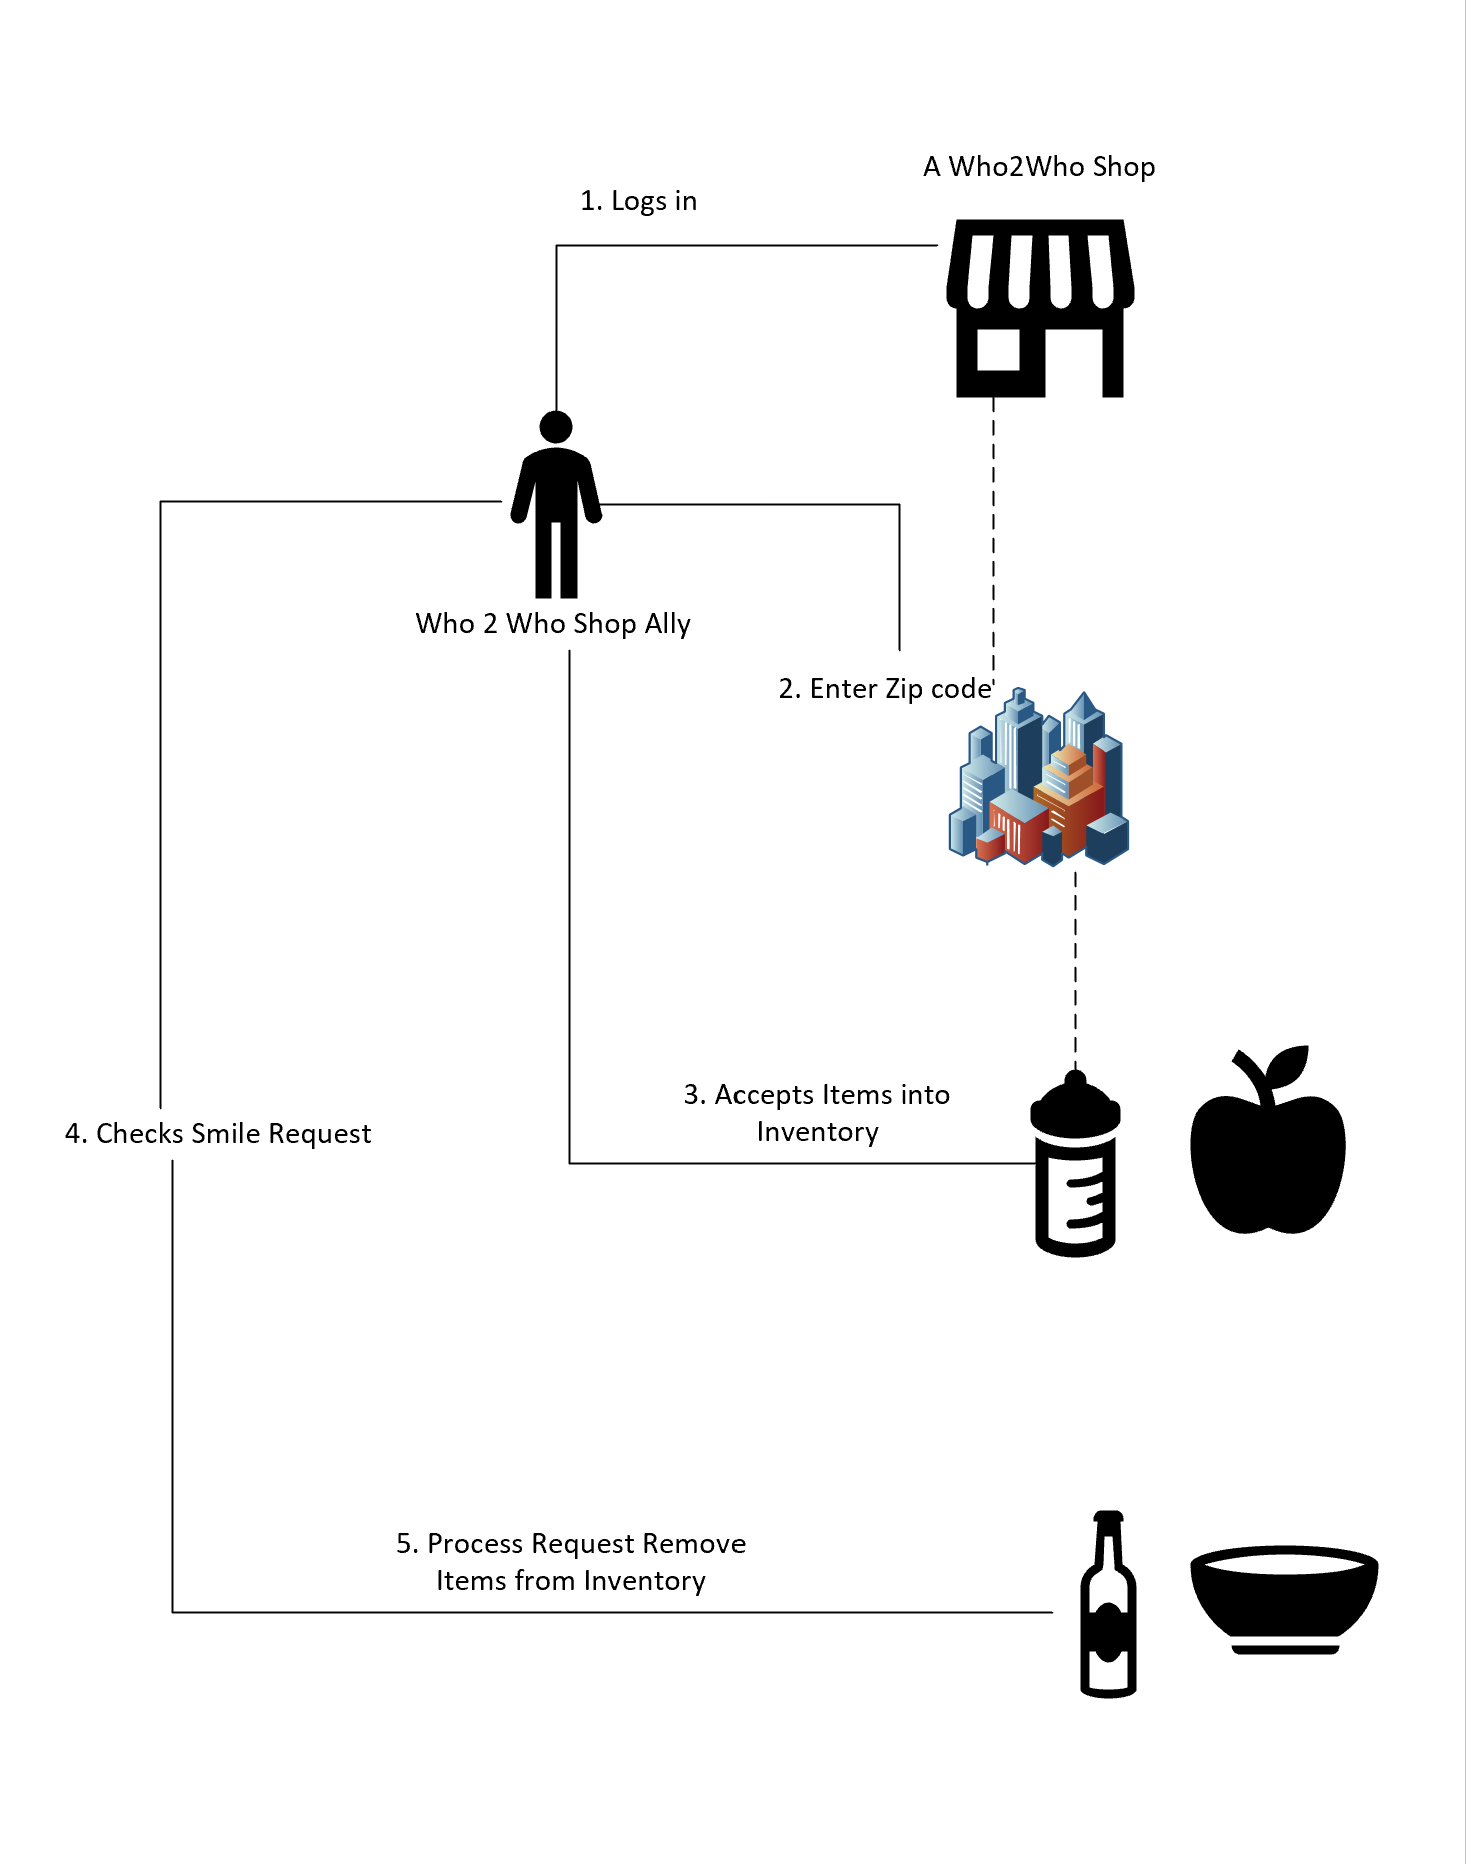 A Who2Who Shop
1. Logs in
Who 2 Who Shop Ally
2. Enter Zip code
3. Accepts Items into
Inventory
4. Checks Smile Request
5. Process Request Remove
Items from Inventory